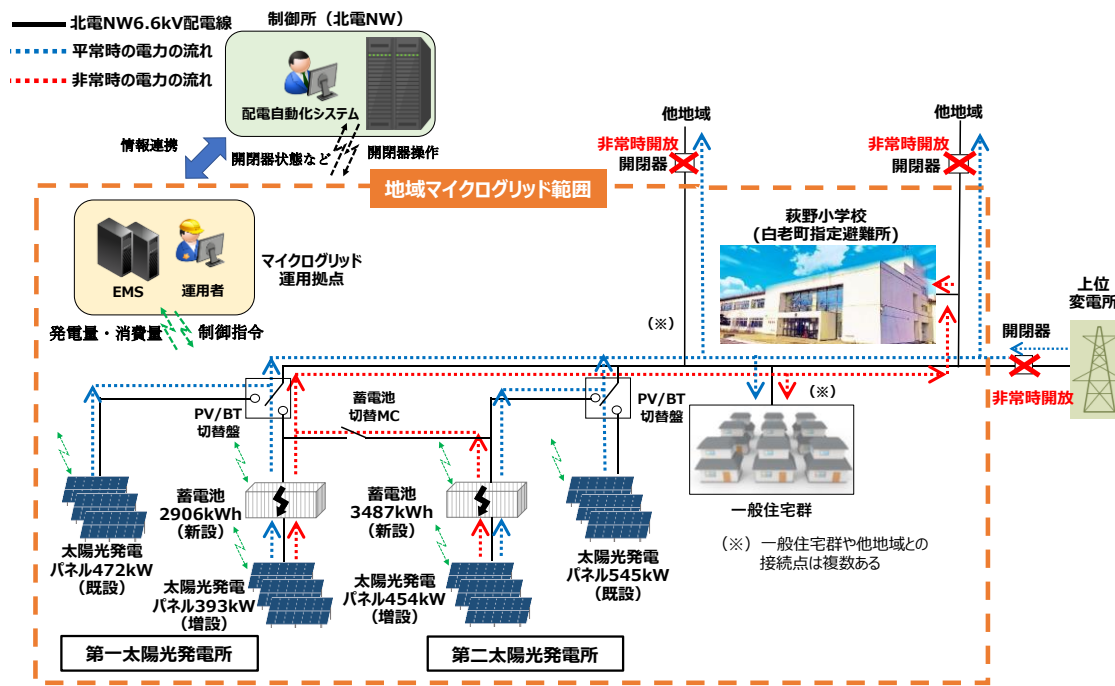 北電NW6.6kV配電線
平常時の電力の流れ
非常時の電力の流れ
制御所（北電NW）
配電自動化システム
情報連携
開閉器状態など
開閉器操作
地域マイクログリッド範囲
EMS
運用者
マイクログリッド
運用拠点
発電量・消費量
制御指令
他地域
非常時開放
開閉器
他地域
非常時開放
開閉器
萩野小学校
(白老町指定避難所)
上位
変電所
開閉器
非常時開放
（※）
（※）
PV/BT
切替盤
蓄電池
切替MC
PV/BT
切替盤
一般住宅群
（※）一般住宅群や他地域との
接続点は複数ある
太陽光発電
パネル472kW
（既設）
蓄電池
2906kWh
（新設）
太陽光発電
パネル393kW
（増設）
蓄電池
3487kWh
（新設）
太陽光発電
パネル454kW
（増設）
太陽光発電
パネル545kW
（既設）
第一太陽光発電所
第二太陽光発電所